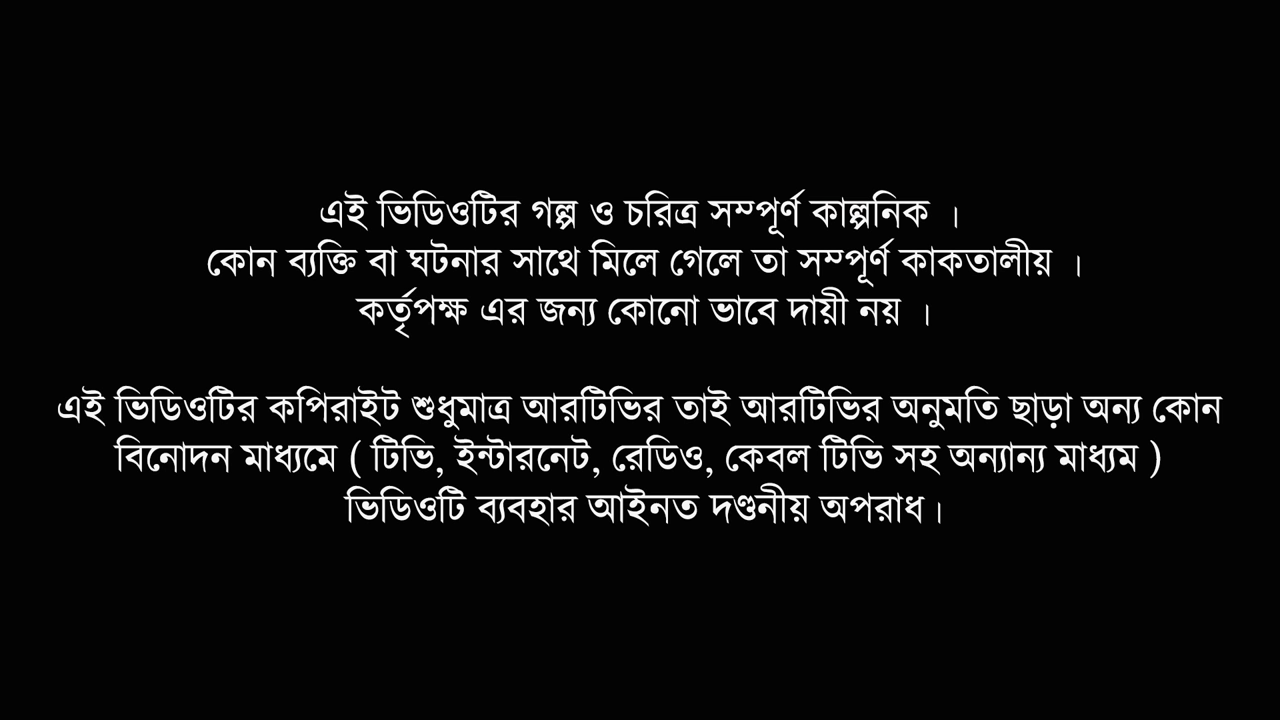 এই ভিডিওটির গল্প ও চরিত্র সম্পূর্ণ কাল্পনিক ।
কোন ব্যক্তি বা ঘটনার সাথে মিলে গেলে তা সম্পূর্ণ কাকতালীয় ।
কর্তৃপক্ষ এর জন্য কোনো ভাবে দায়ী নয় ।
এই ভিডিওটির কপিরাইট শুধুমাত্র আরটিভির তাই আরটিভির অনুমতি ছাড়া অন্য কোন
বিনোদন মাধ্যমে ( টিভি, ইন্টারনেট, রেডিও, কেবল টিভি সহ অন্যান্য মাধ্যম )
ভিডিওটি ব্যবহার আইনত দণ্ডনীয় অপরাধ।